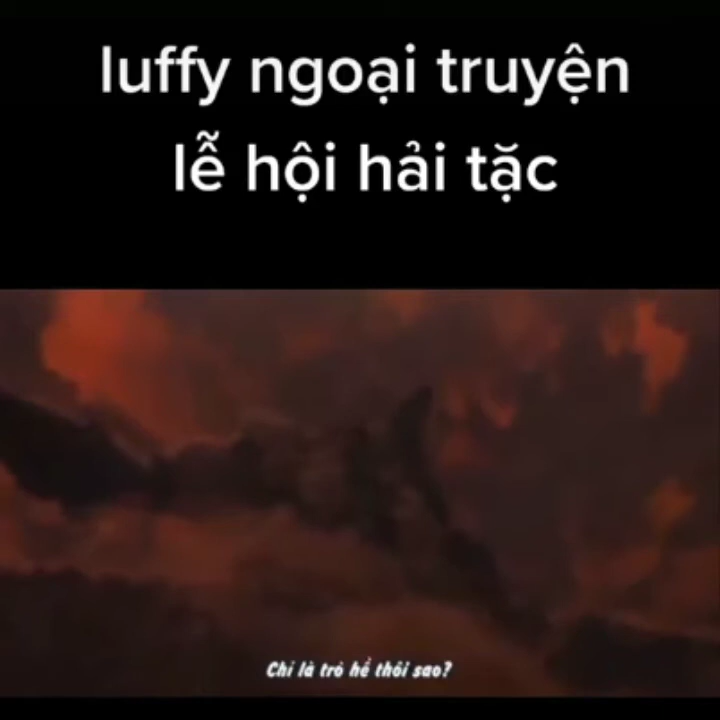 luffy ngoại truyện
lễ hội hải tặc
Chỉ là trò hề thôi sao?